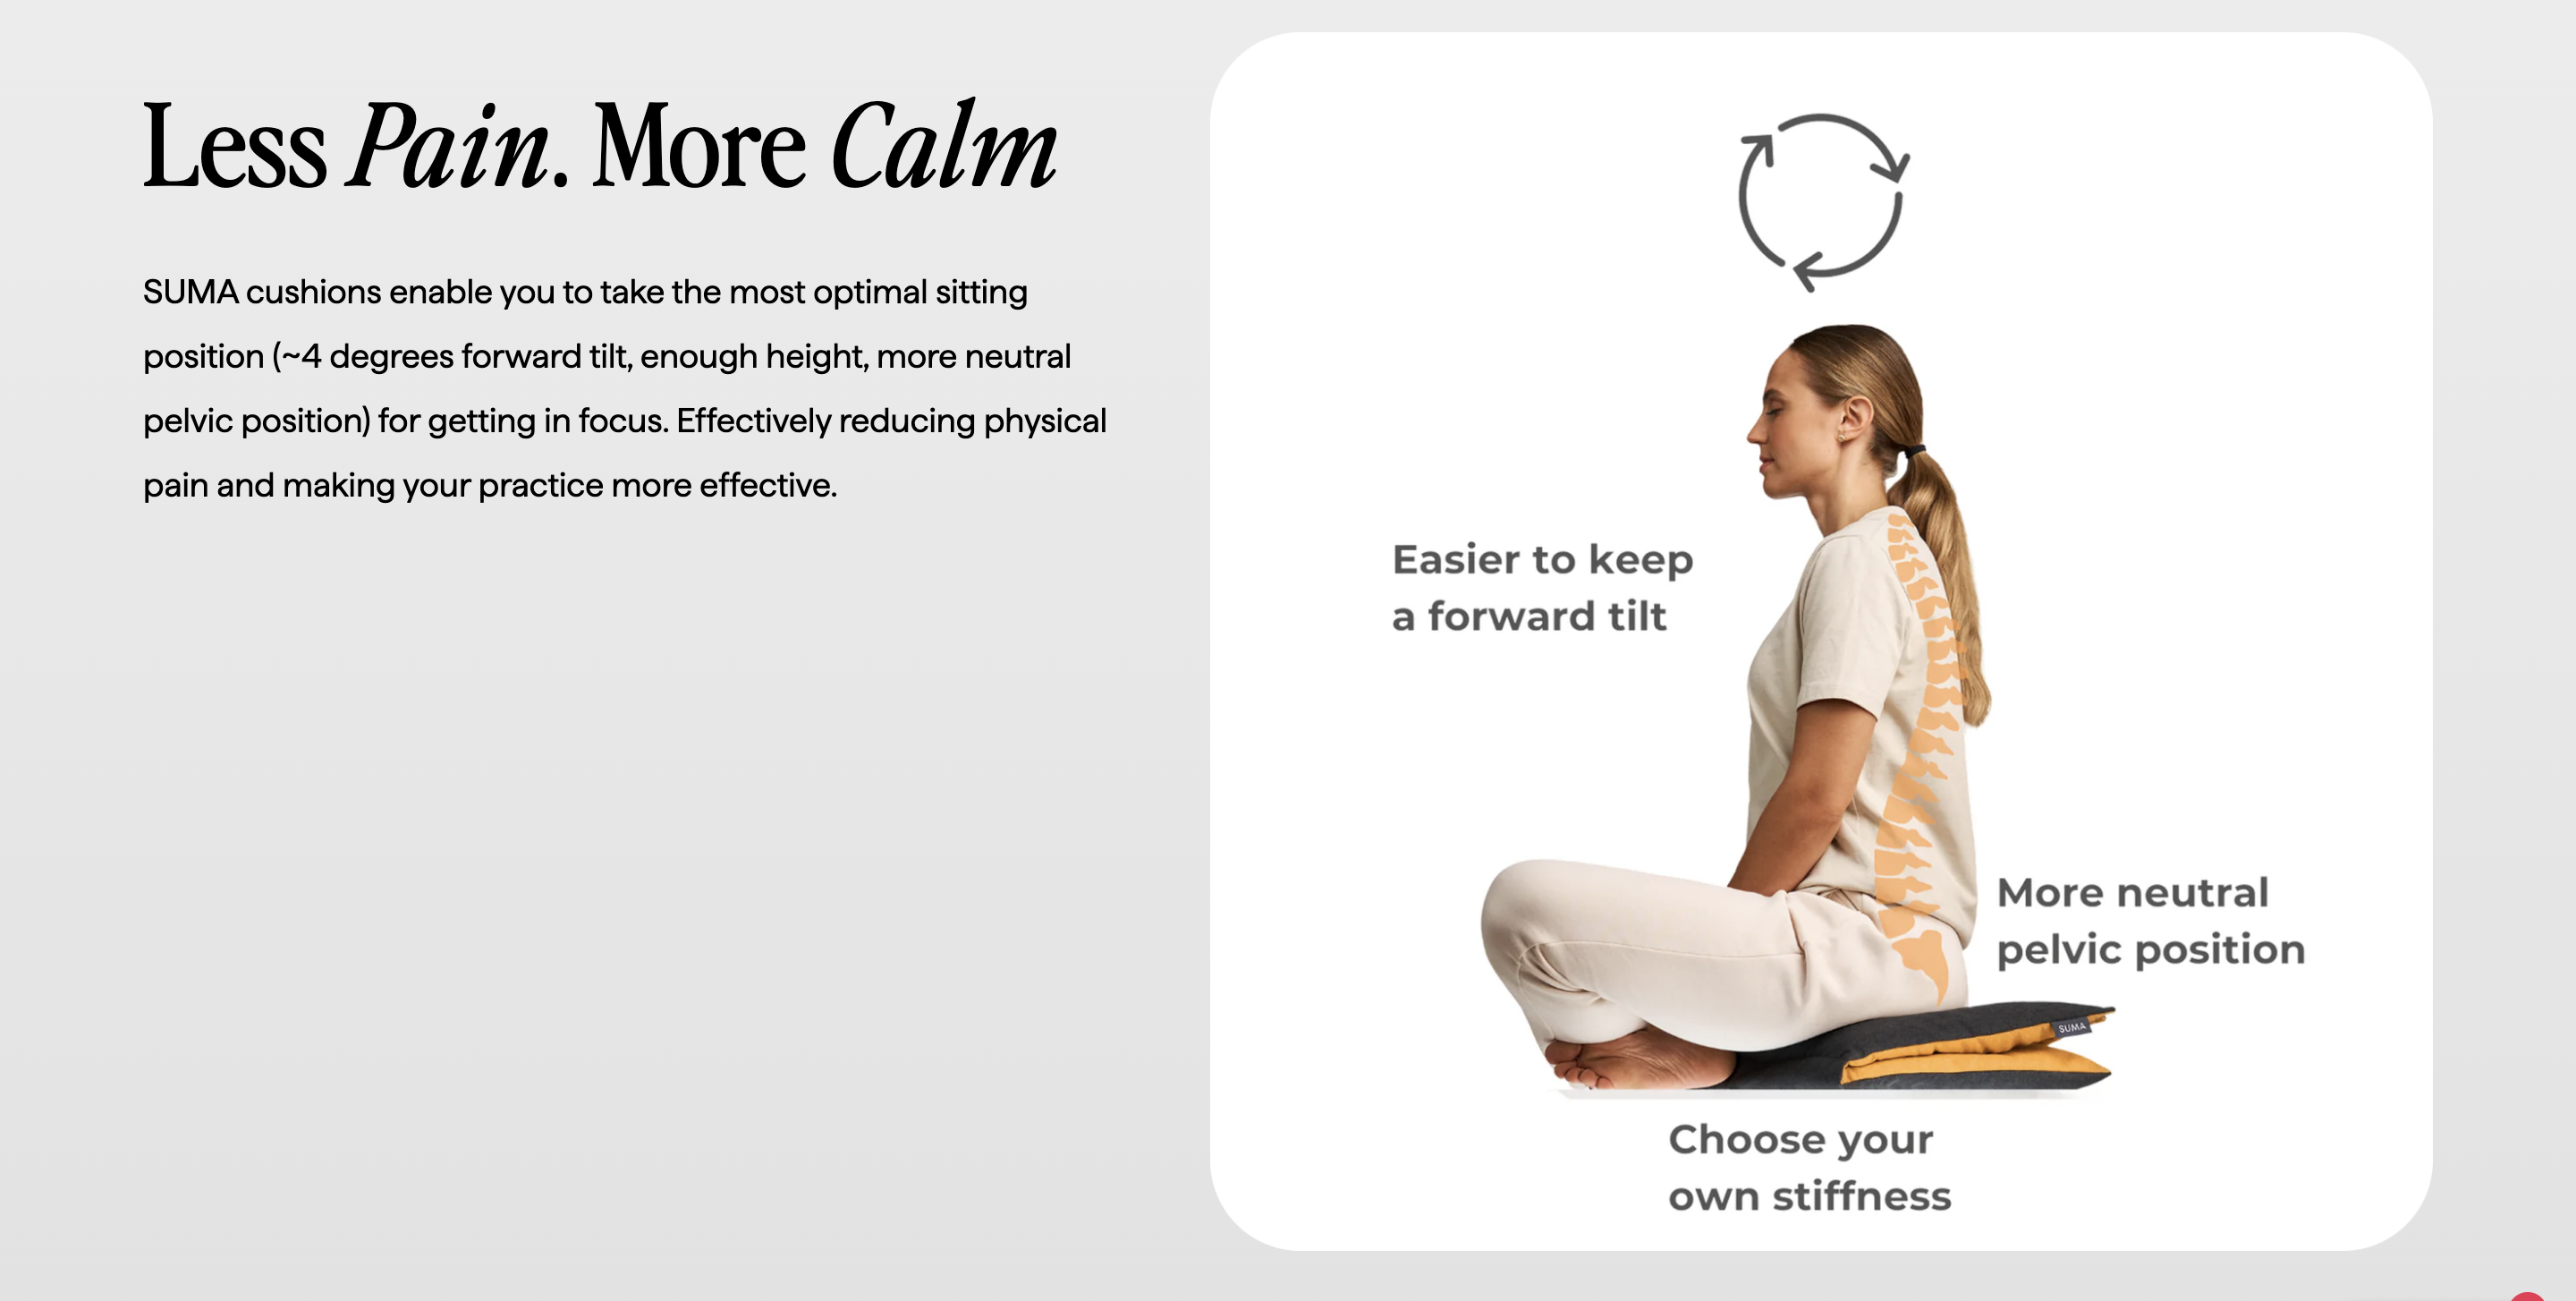 Less Pain. More Calm
SUMA cushions enable you to take the most optimal sitting
position (~4 degrees forward tilt, enough height, more neutral
pelvic position) for getting in focus. Effectively reducing physical
pain and making your practice more effective.
Easier to keep
a forward tilt
More neutral
pelvic position
SUMA
Choose your
own stiffness